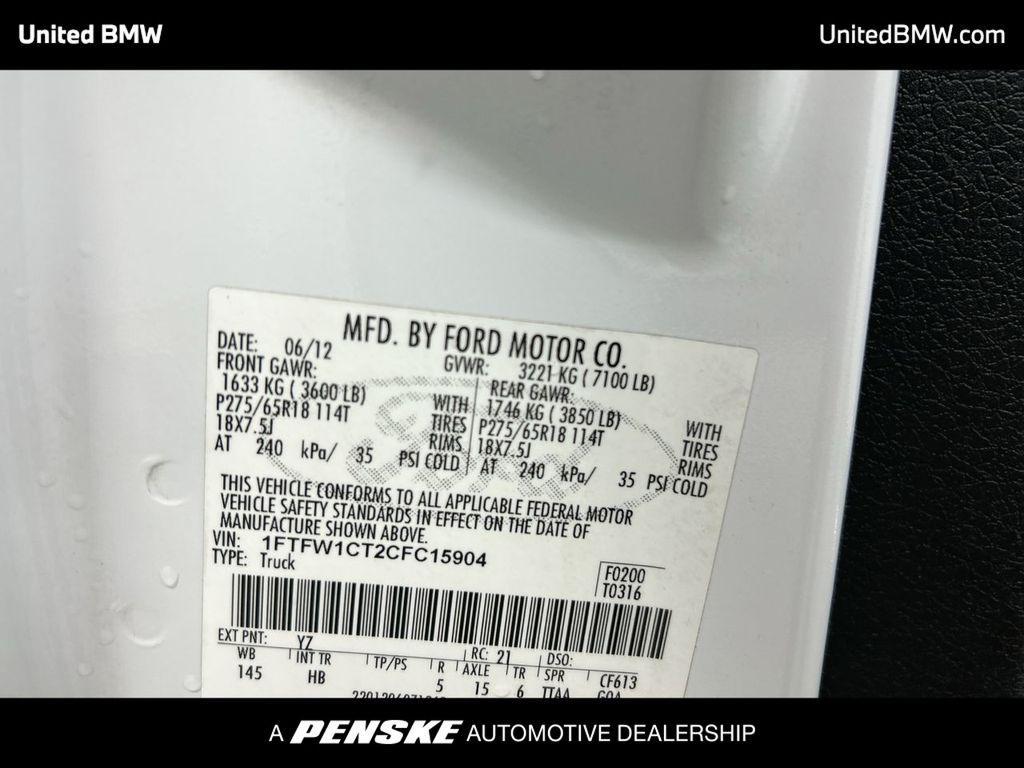 United BMW
UnitedBMW.com
MFD. BY FORD MOTOR CO.
DATE: 06/12
GVWR: 3221 KG ( 7100 LB)
FRONT GAWR:
1633 KG ( 3600 LB)
WITH
P275/65R18 114T
TIRES
18X7.5J
RIMS
AT 240 kPa/ 35 PSI COLD
REAR GAWR:
1746 KG ( 3850 LB)
WITH
P275/65R18 114T
TIRES
18X7.5J
RIMS
AT 240 kPa/ 35 PSI COLD
Ford
THIS VEHICLE CONFORMS TO ALL APPLICABLE FEDERAL MOTOR
VEHICLE SAFETY STANDARDS IN EFFECT ON THE DATE OF
MANUFACTURE SHOWN ABOVE.
VIN: 1FTFW1CT2CFC15904
TYPE: Truck
F0200
T0316
EXT PNT: YZ
RC: 21
DSO:
WB INT TR TP/PS R AXLE TR SPR CF613
145 HB 5 15 6 TTAA
A PENSKE AUTOMOTIVE DEALERSHIP